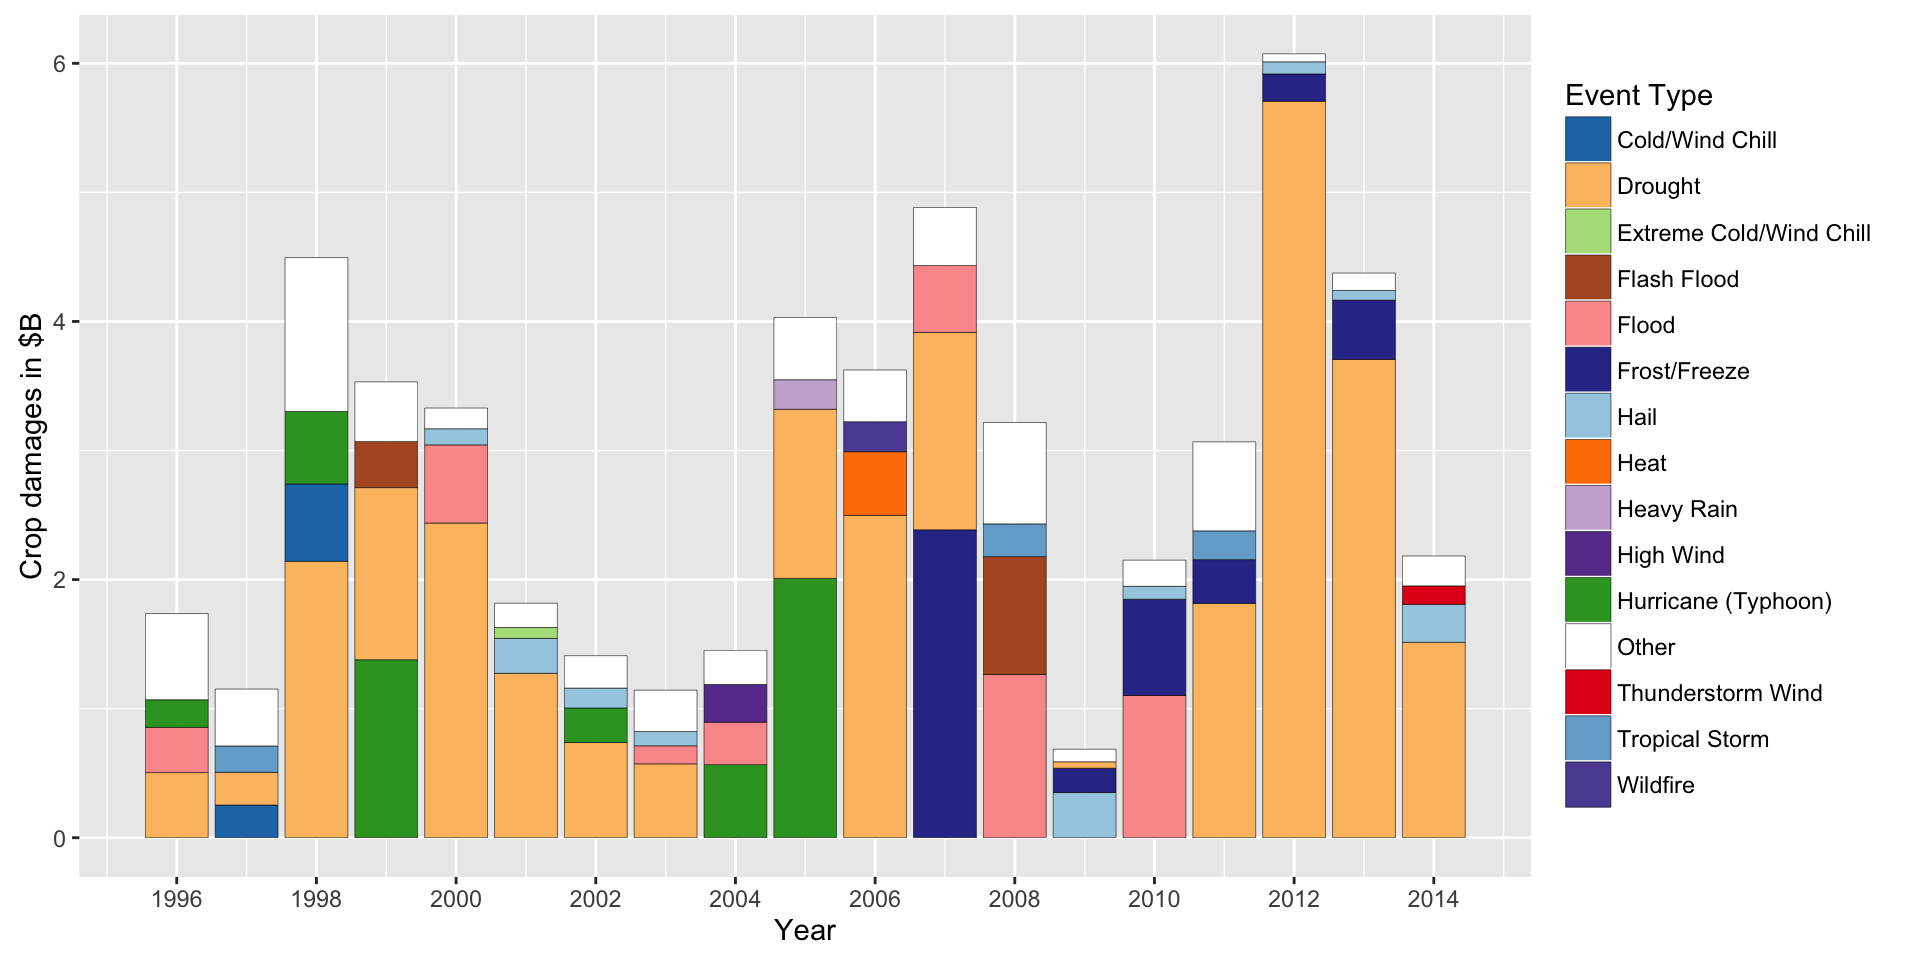 Crop damages in $B
6
4
2
0
1996 1998 2000 2002 2004 2006 2008 2010 2012 2014
Year
Event Type
Cold/Wind Chill
Drought
Extreme Cold/Wind Chill
Flash Flood
Flood
Frost/Freeze
Hail
Heat
Heavy Rain
High Wind
Hurricane (Typhoon)
Other
Thunderstorm Wind
Tropical Storm
Wildfire